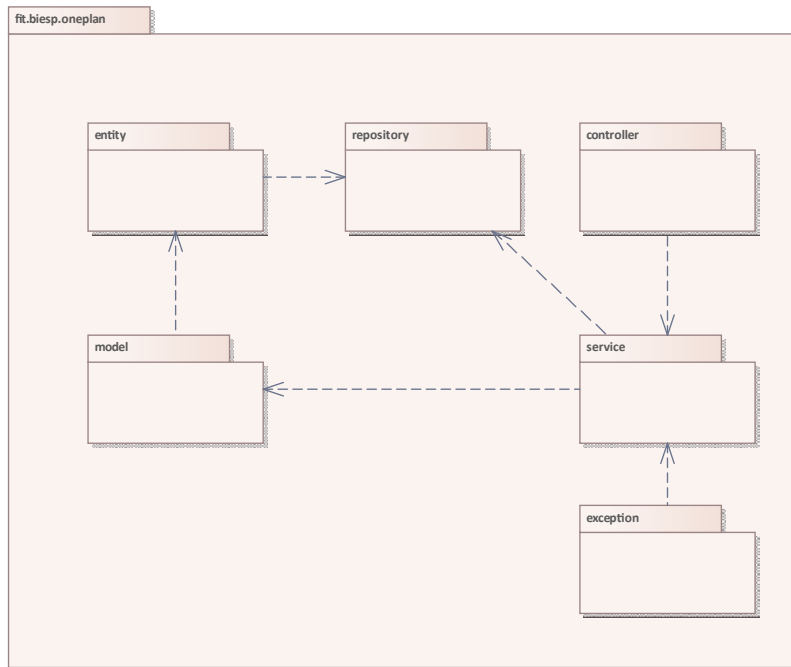 fit.biesp.oneplan
entity
repository
controller
model
service
exception